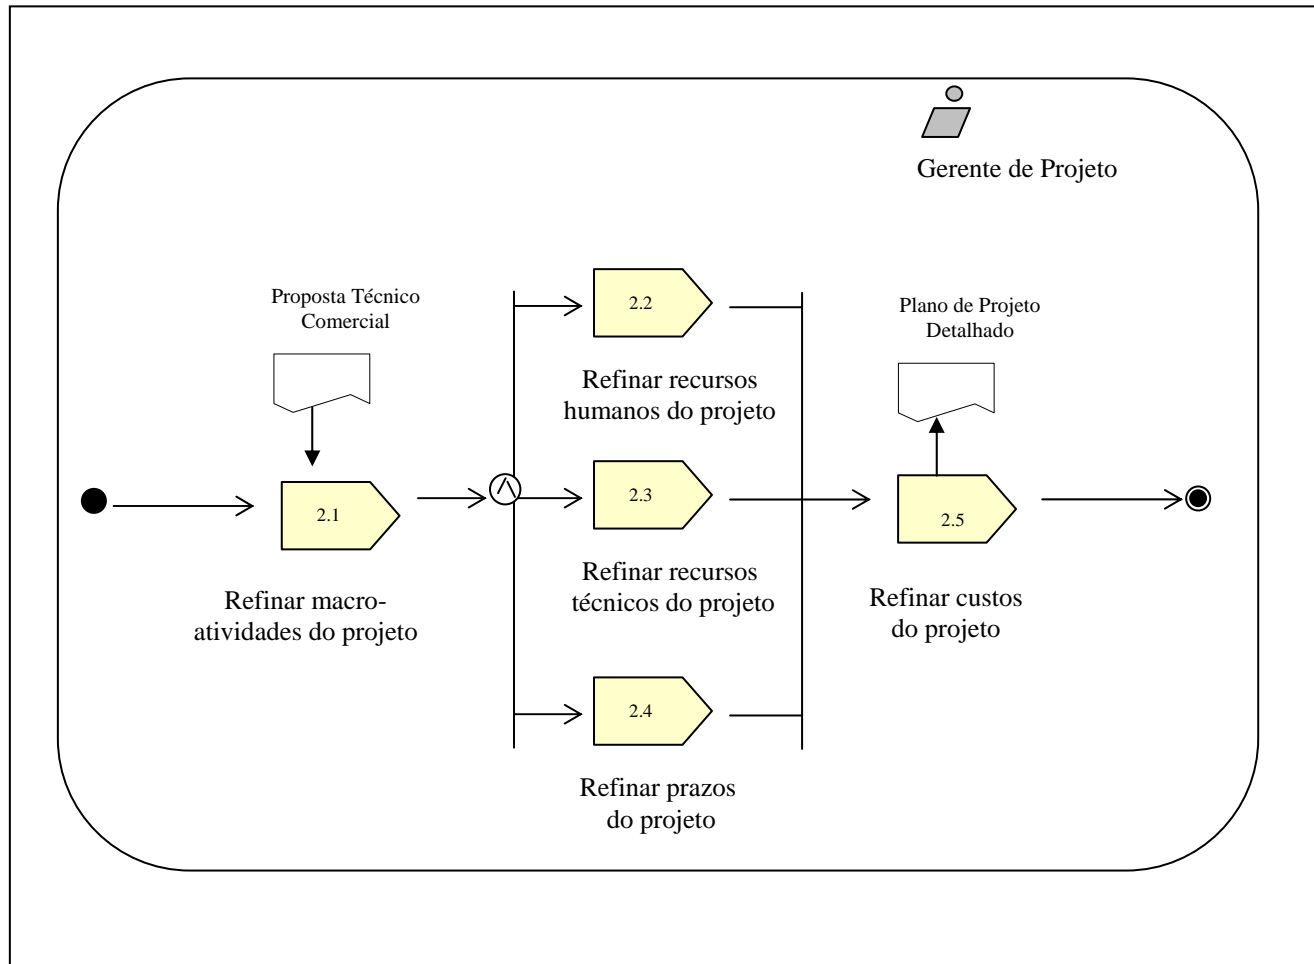 Gerente de Projeto
Proposta Técnico
Comercial
2.1
Refinar macro-
atividades do projeto
2.2
Refinar recursos
humanos do projeto
2.3
Refinar recursos
técnicos do projeto
2.4
Refinar prazos
do projeto
Plano de Projeto
Detalhado
2.5
Refinar custos
do projeto